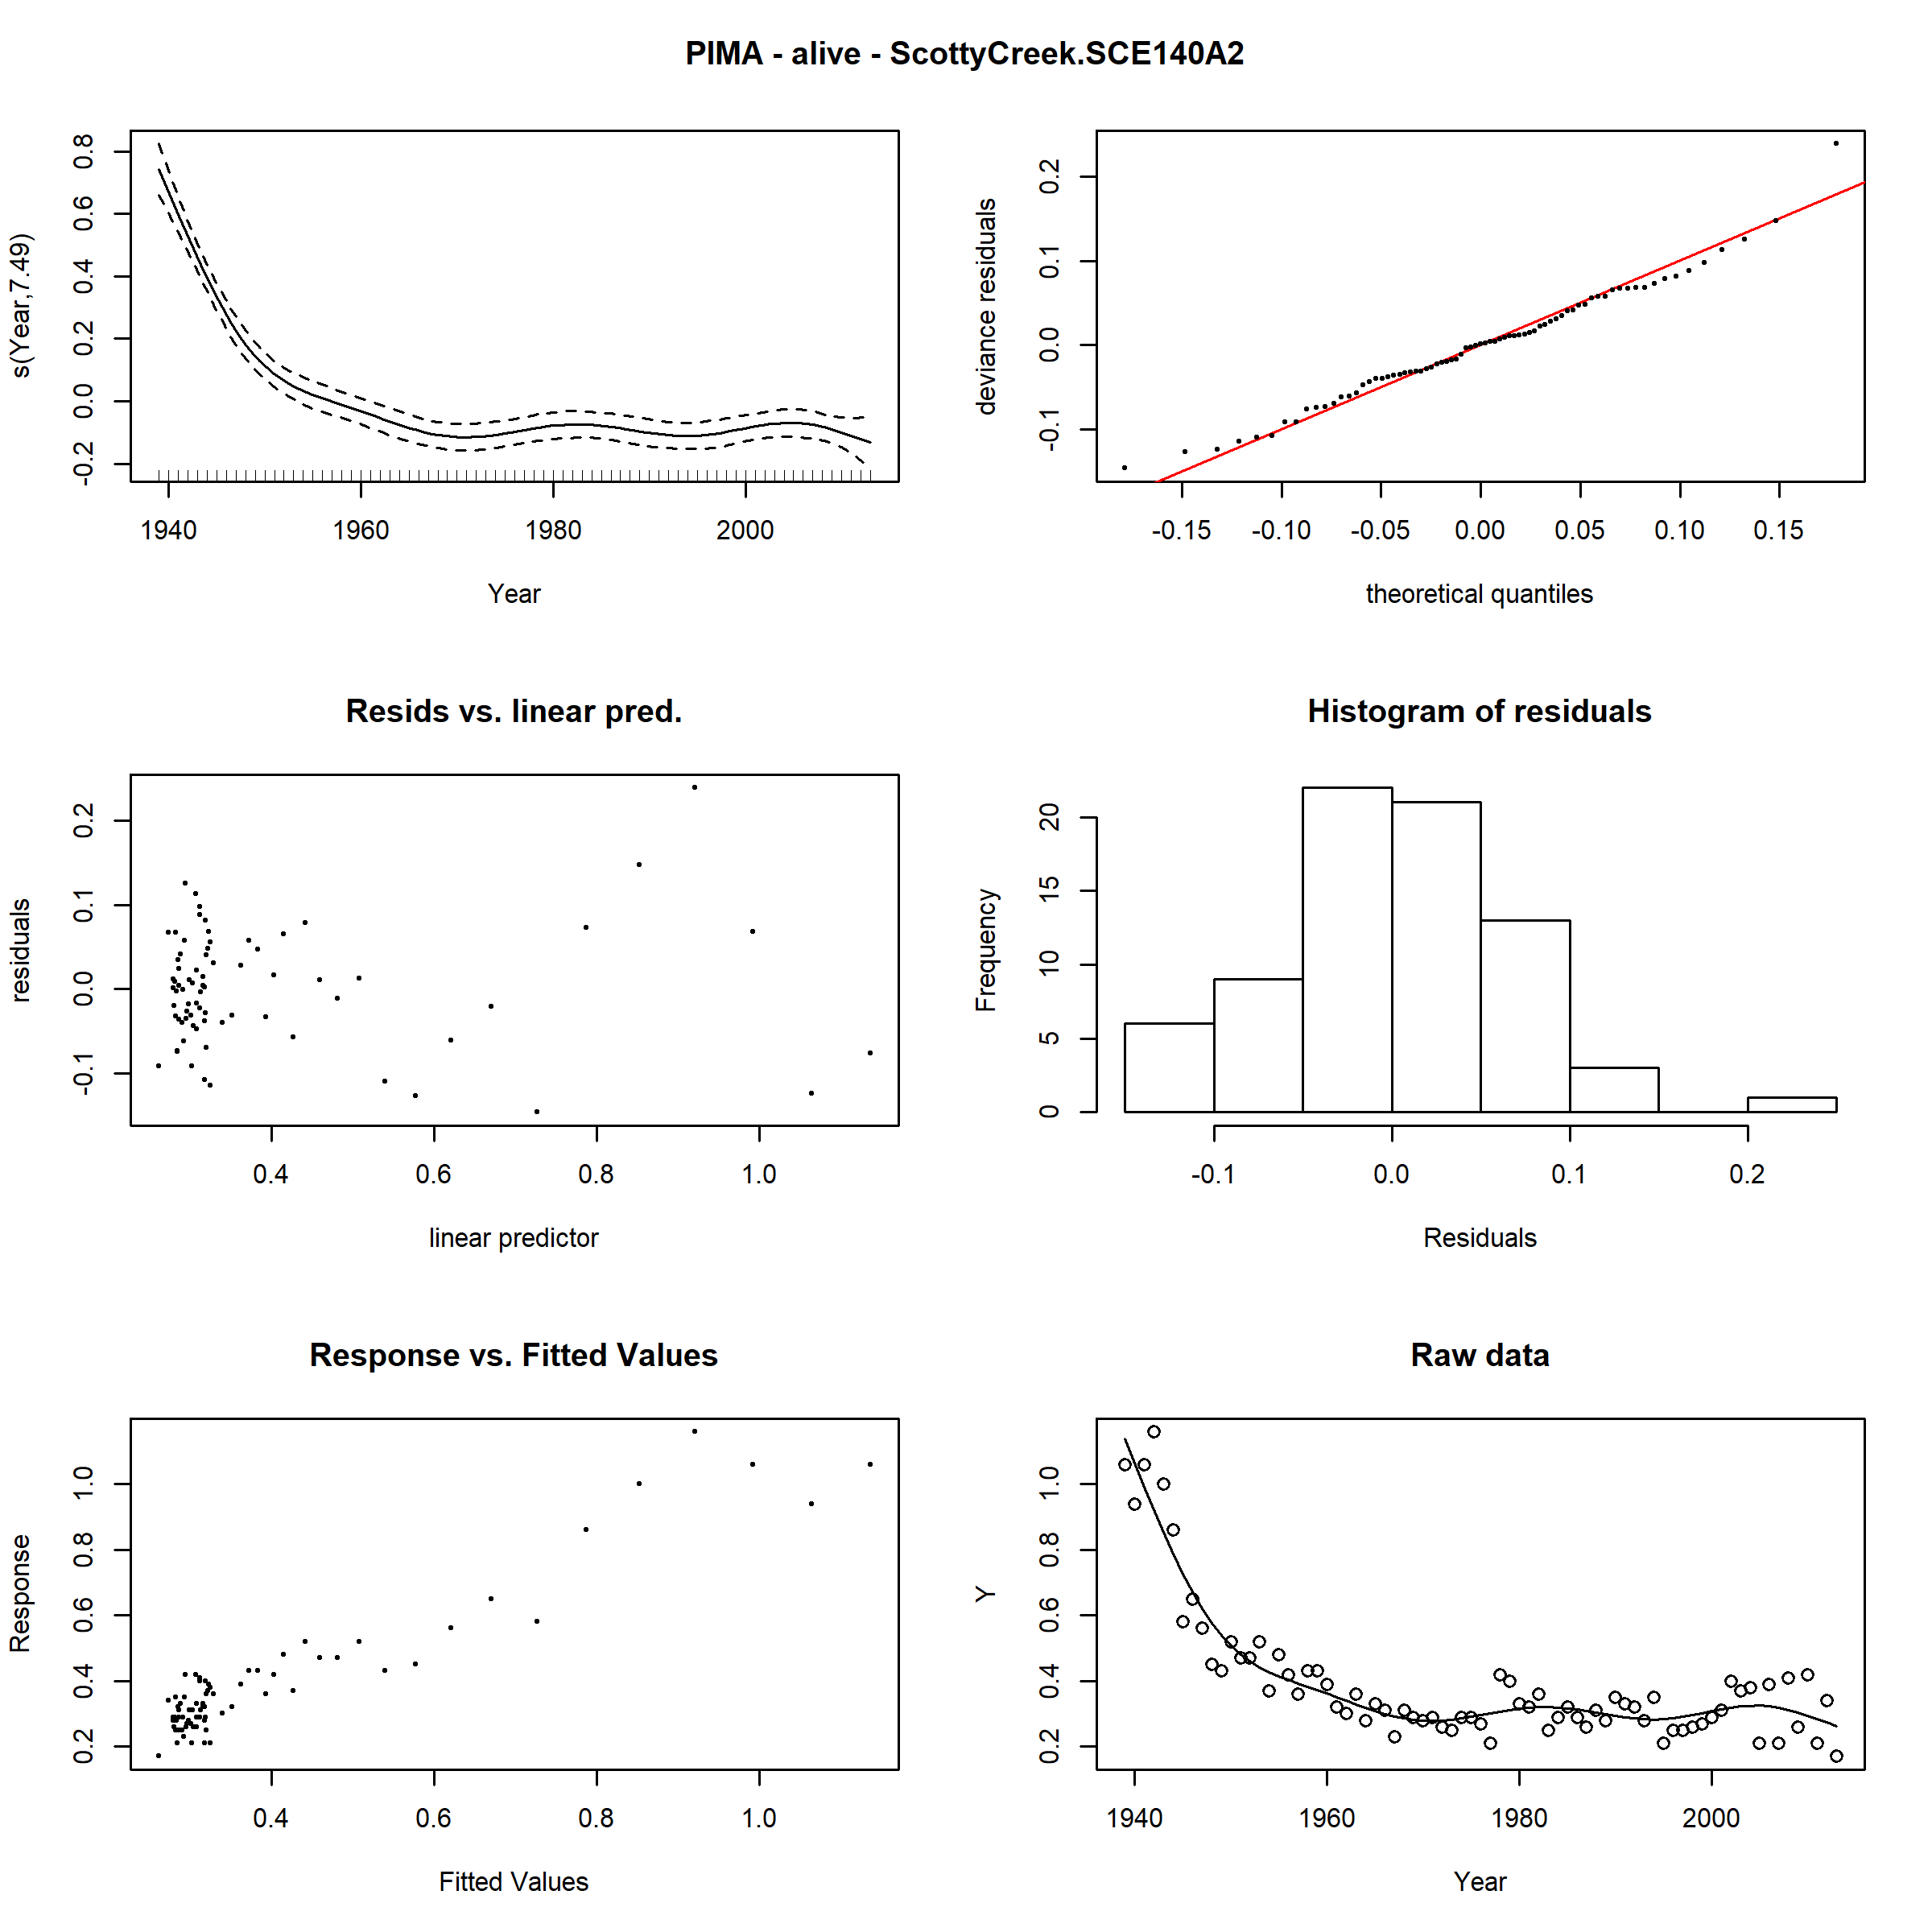 PIMA - alive - ScottyCreek.SCE140A2
s(Year,7.49)
-0.2 0.0 0.2 0.4 0.6 0.8
1940 1960 1980 2000
Year
deviance residuals
-0.1 0.0 0.1 0.2
-0.15 -0.10 -0.05 0.00 0.05 0.10 0.15
theoretical quantiles
Resids vs. linear pred.
residuals
-0.1 0.0 0.1 0.2
0.4 0.6 0.8 1.0
linear predictor
Histogram of residuals
Frequency
0 5 10 15 20
-0.1 0.0 0.1 0.2
Residuals
Response vs. Fitted Values
Response
0.2 0.4 0.6 0.8 1.0
0.4 0.6 0.8 1.0
Fitted Values
Raw data
Y
0.2 0.4 0.6 0.8 1.0
1940 1960 1980 2000
Year